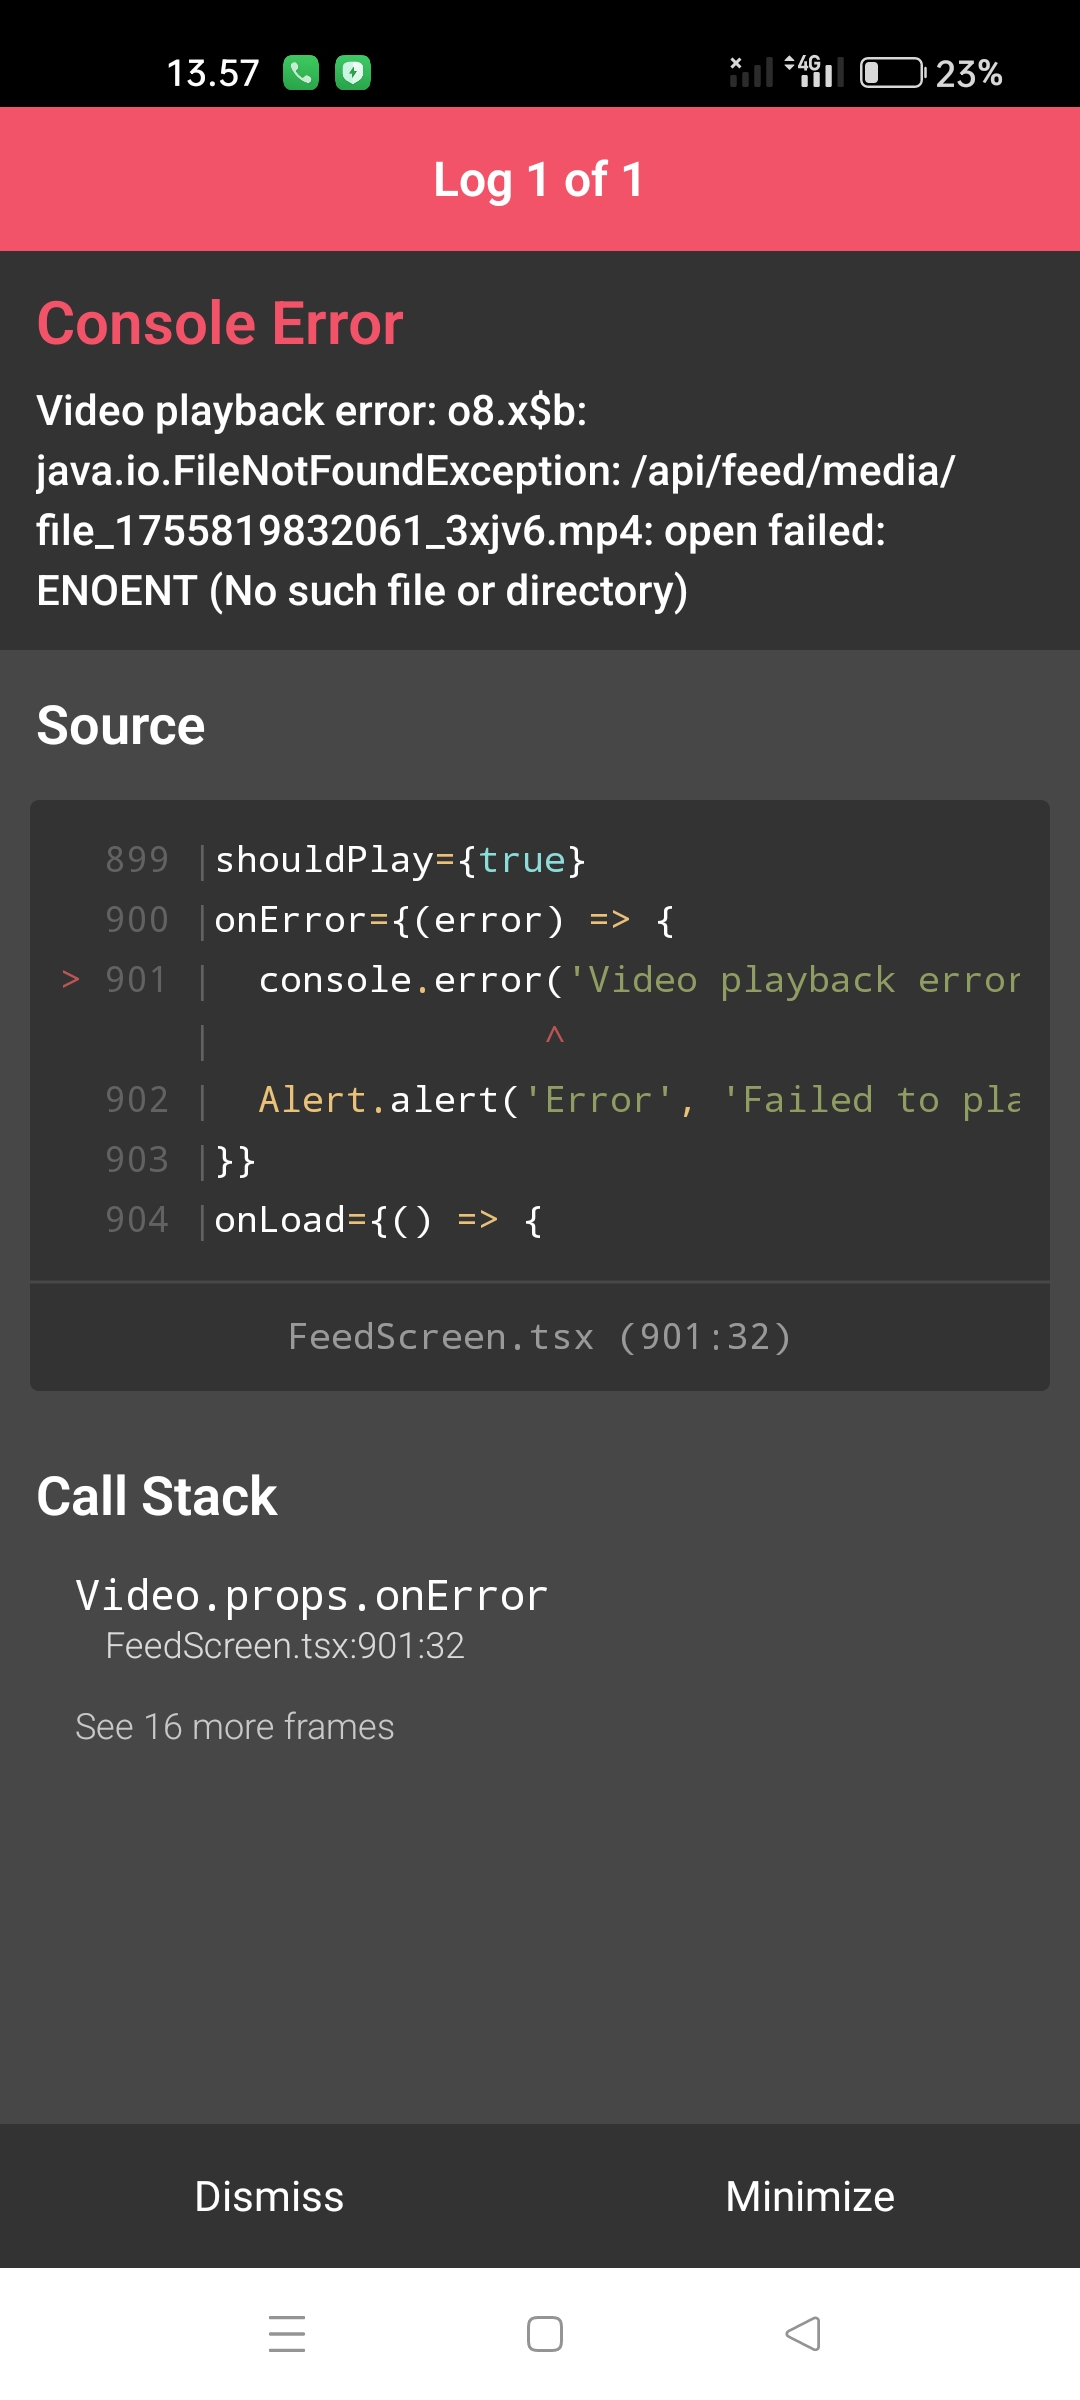 13.57 4G 23%
Log 1 of 1
Console Error
Video playback error: o8.x$b:
java.io.FileNotFoundException: /api/feed/media/
file_1755819832061_3xjv6.mp4: open failed:
ENOENT (No such file or directory)
Source
899 |shouldPlay={true}
900 |onError={(error) => {
> 901 |  console.error('Video playback error
|                ^
902 |  Alert.alert('Error', 'Failed to pla
903 |}}
904 |onLoad={() => {
FeedScreen.tsx (901:32)
Call Stack
Video.props.onError
FeedScreen.tsx:901:32
See 16 more frames
Dismiss Minimize